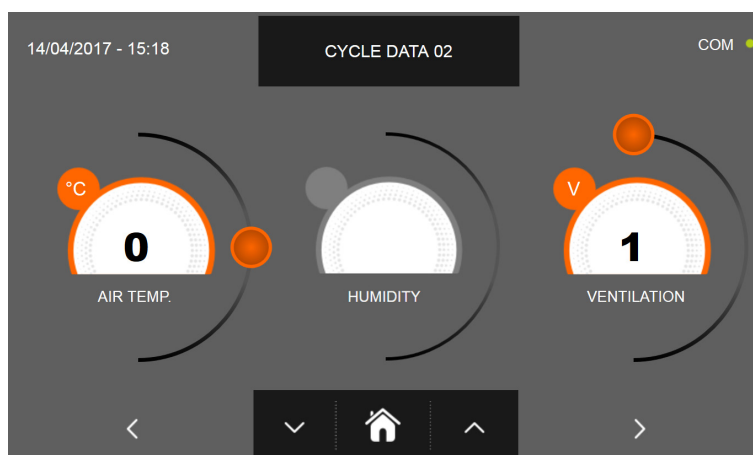 14/04/2017 - 15:18
CYCLE DATA 02
COM
°C
V
0
1
AIR TEMP.
HUMIDITY
VENTILATION